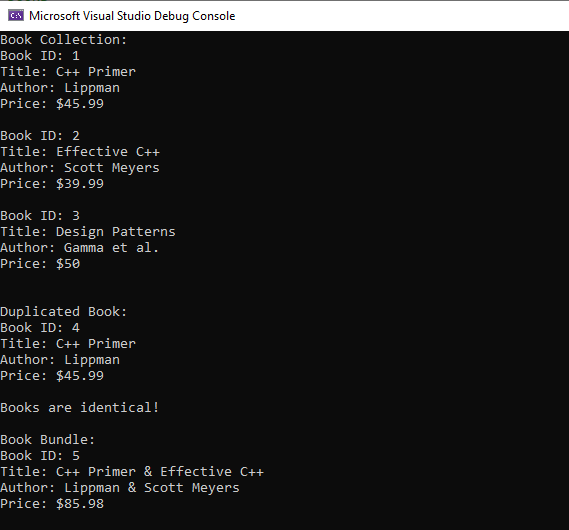 Microsoft Visual Studio Debug Console
Book Collection:
Book ID: 1
Title: C++ Primer
Author: Lippman
Price: $45.99
Book ID: 2
Title: Effective C++
Author: Scott Meyers
Price: $39.99
Book ID: 3
Title: Design Patterns
Author: Gamma et al.
Price: $50
Duplicated Book:
Book ID: 4
Title: C++ Primer
Author: Lippman
Price: $45.99
Books are identical!
Book Bundle:
Book ID: 5
Title: C++ Primer & Effective C++
Author: Lippman & Scott Meyers
Price: $85.98